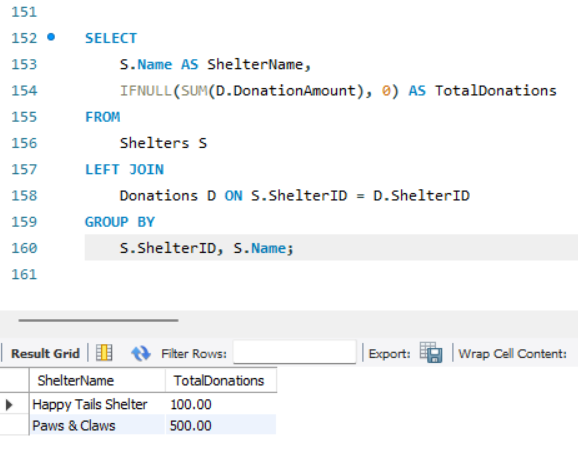 151
152 SELECT
153 S.Name AS ShelterName,
154 IFNULL(SUM(D.DonationAmount), 0) AS TotalDonations
155 FROM
156 Shelters S
157 LEFT JOIN
158 Donations D ON S.ShelterID = D.ShelterID
159 GROUP BY
160 S.ShelterID, S.Name;
161
Result Grid Filter Rows: Export: Wrap Cell Content:
ShelterName TotalDonations
Happy Tails Shelter 100.00
Paws & Claws 500.00